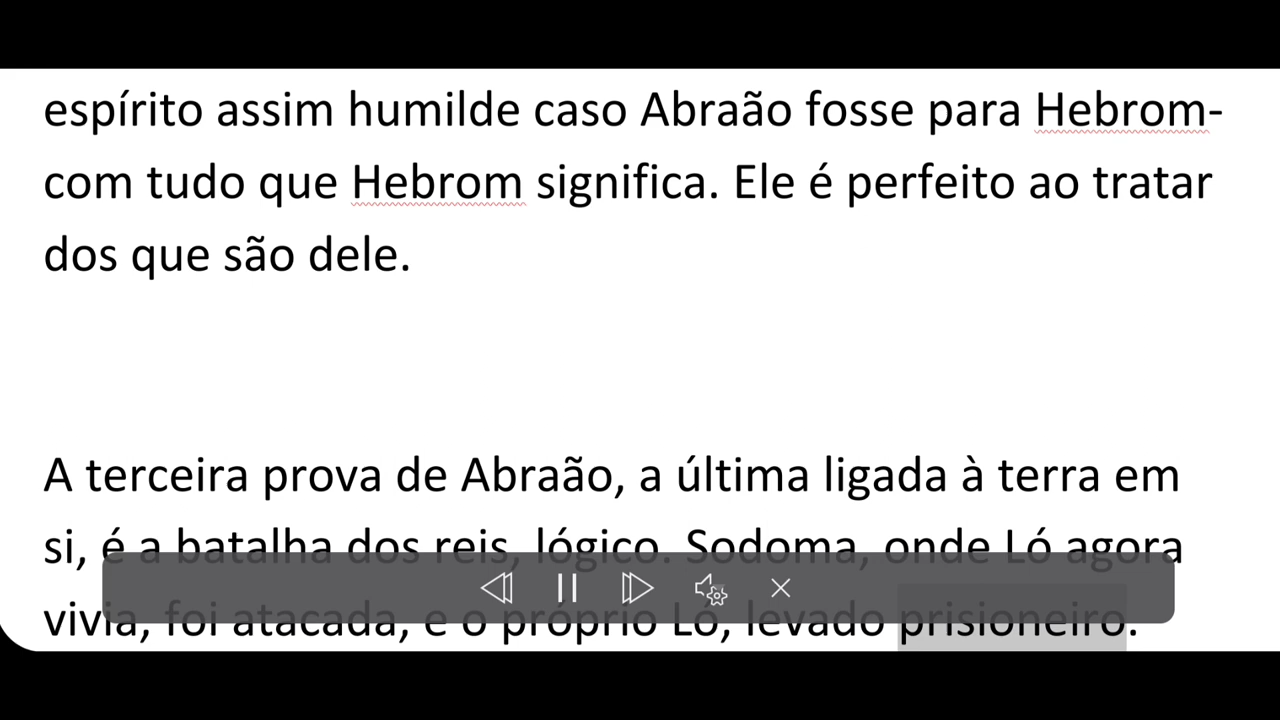 espírito assim humilde caso Abraão fosse para Hebrom-
com tudo que Hebrom significa. Ele é perfeito ao tratar
dos que são dele.
A terceira prova de Abraão, a última ligada à terra em
si, é a batalha dos reis, lógico. Sodoma, onde Ló agora
vivia, foi atacada, e o próprio Ló, levado prisioneiro.